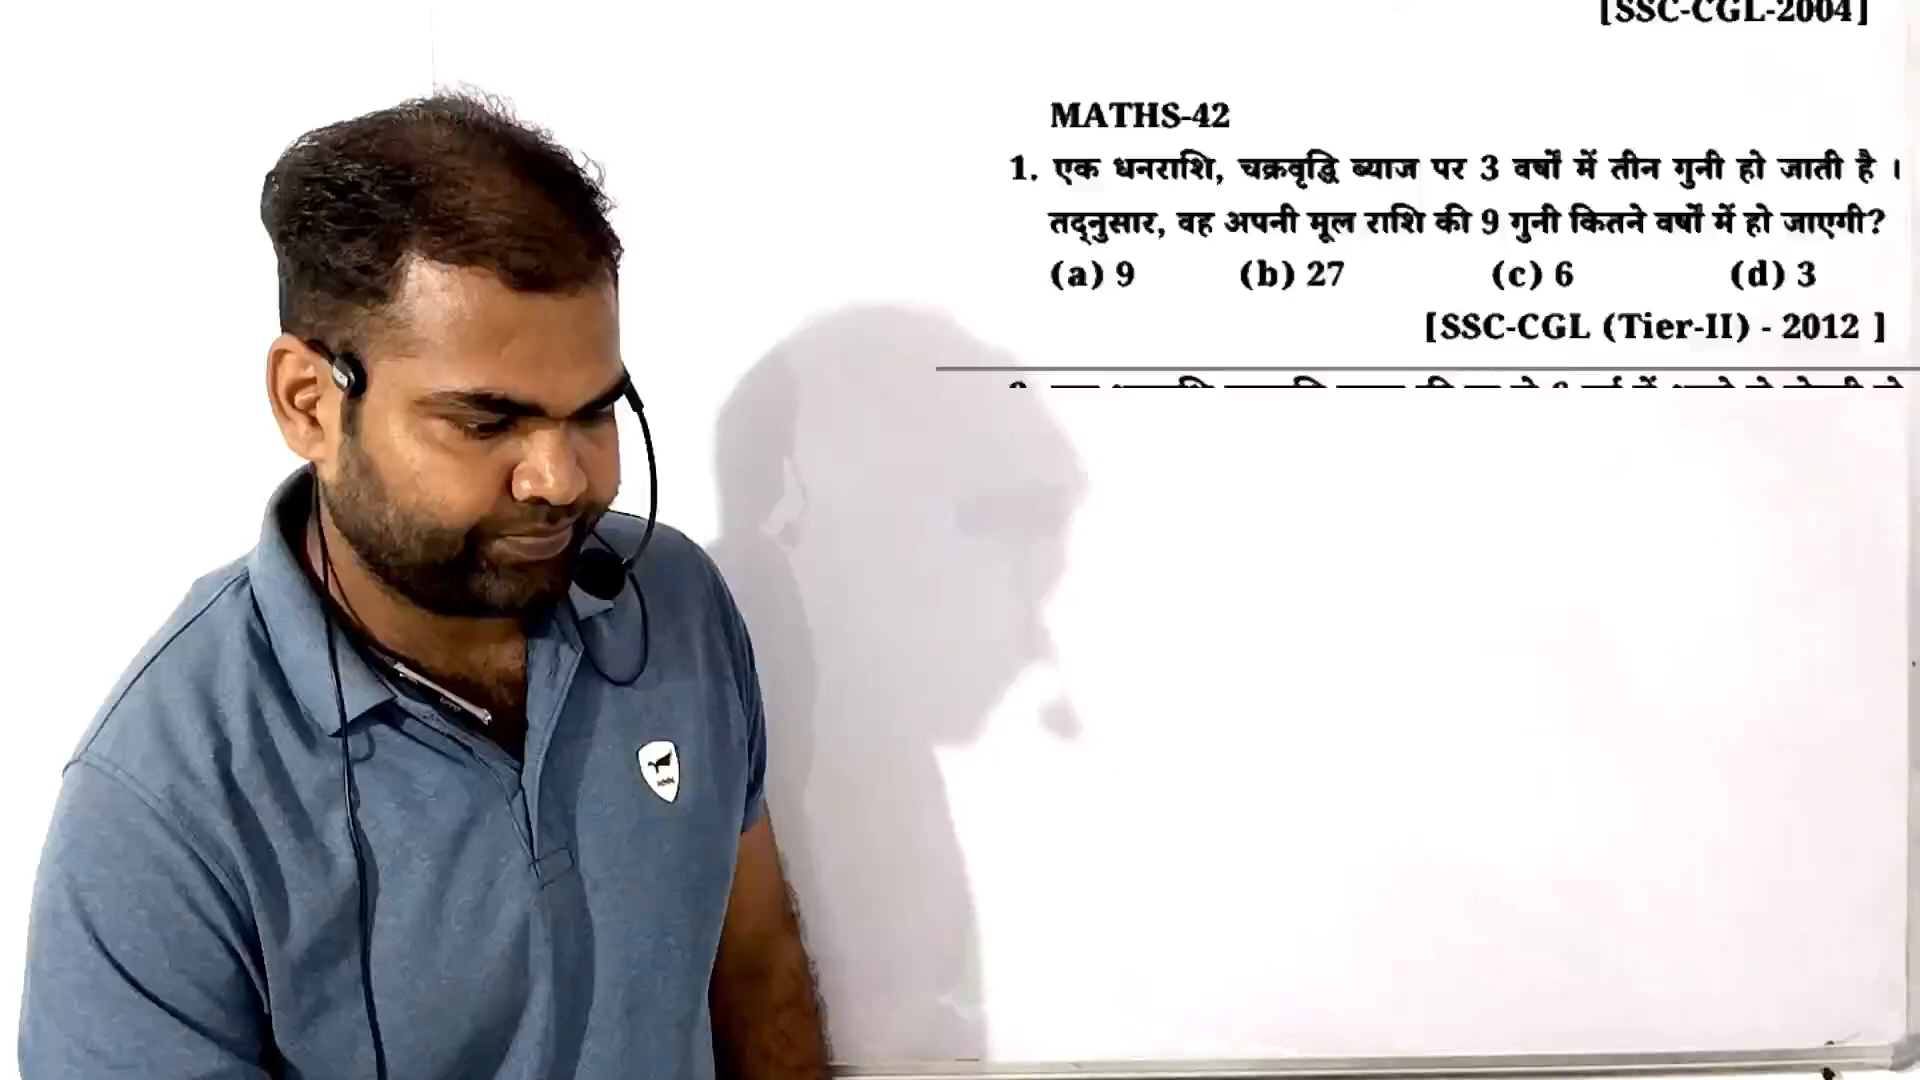 [SSC-CGL-2004]
MATHS-42
1. एक धनराशि, चक्रवृद्धि ब्याज पर 3 वर्षों में तीन गुनी हो जाती है ।
तद्नुसार, वह अपनी मूल राशि की 9 गुनी कितने वर्षों में हो जाएगी?
(a) 9 (b) 27 (c) 6 (d) 3
[SSC-CGL (Tier-II) - 2012 ]